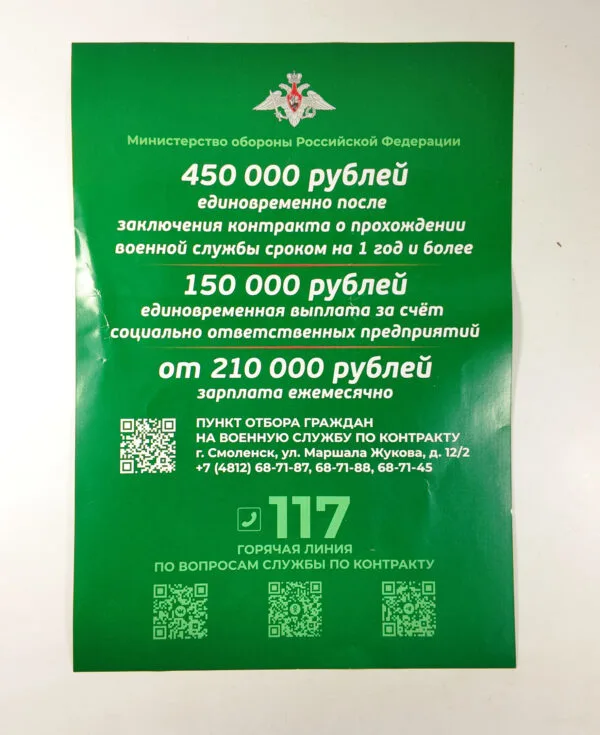 Министерство обороны Российской Федерации
450 000 рублей
единовременно после
заключения контракта о прохождении
военной службы сроком на 1 год и более
150 000 рублей
единовременная выплата за счёт
социально ответственных предприятий
от 210 000 рублей
зарплата ежемесячно
ПУНКТ ОТБОРА ГРАЖДАН
НА ВОЕННУЮ СЛУЖБУ ПО КОНТРАКТУ
г. Смоленск, ул. Маршала Жукова, д. 12/2
+7 (4812) 68-71-87, 68-71-88, 68-71-45
117
ГОРЯЧАЯ ЛИНИЯ
ПО ВОПРОСАМ СЛУЖБЫ ПО КОНТРАКТУ